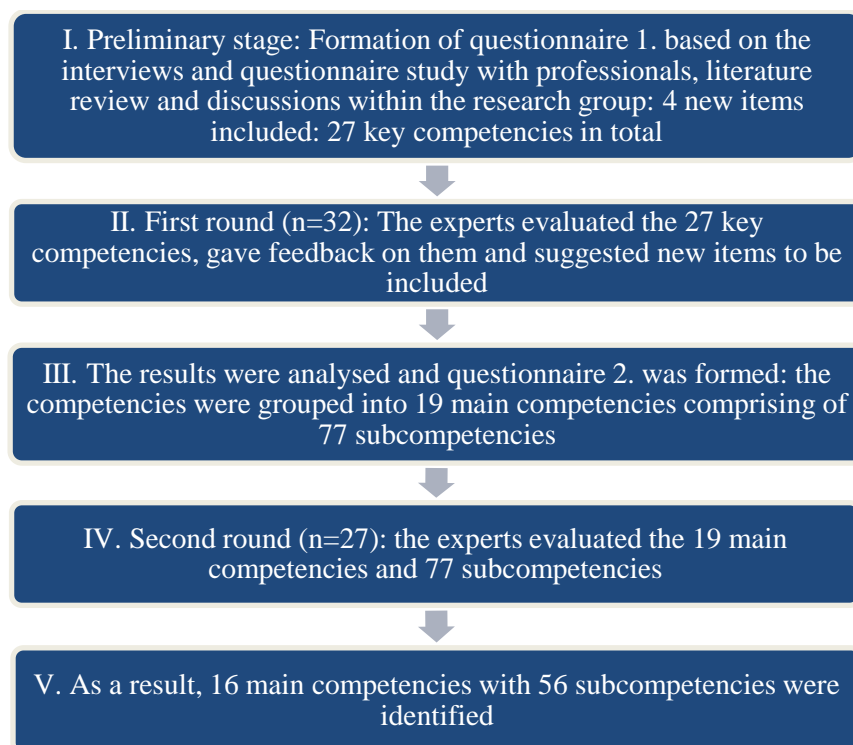 I. Preliminary stage: Formation of questionnaire 1. based on the
interviews and questionnaire study with professionals, literature
review and discussions within the research group: 4 new items
included: 27 key competencies in total
II. First round (n=32): The experts evaluated the 27 key
competencies, gave feedback on them and suggested new items to be
included
III. The results were analysed and questionnaire 2. was formed: the
competencies were grouped into 19 main competencies comprising of
77 subcompetencies
IV. Second round (n=27): the experts evaluated the 19 main
competencies and 77 subcompetencies
V. As a result, 16 main competencies with 56 subcompetencies were
identified